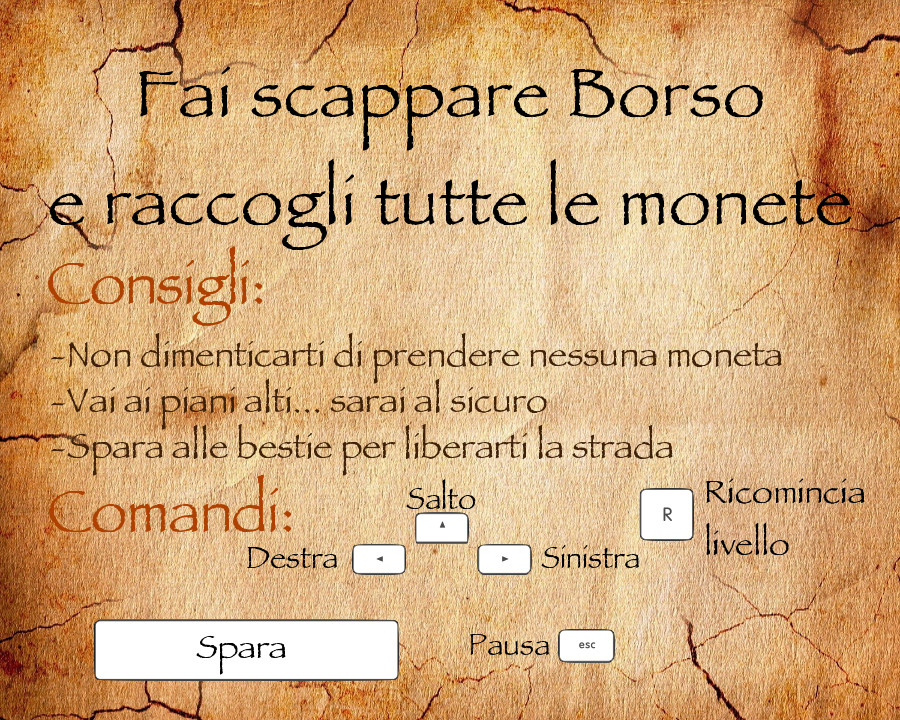 Fai scappare Borso
e raccogli tutte le monete
Consigli:
-Non dimenticarti di prendere nessuna moneta
-Vai ai piani alti... sarai al sicuro
-Spara alle bestie per liberarti la strada
Comandi:
Salto
▲
Destra ◄ ► Sinistra
R Ricomincia
livello
Spara
Pausa esc